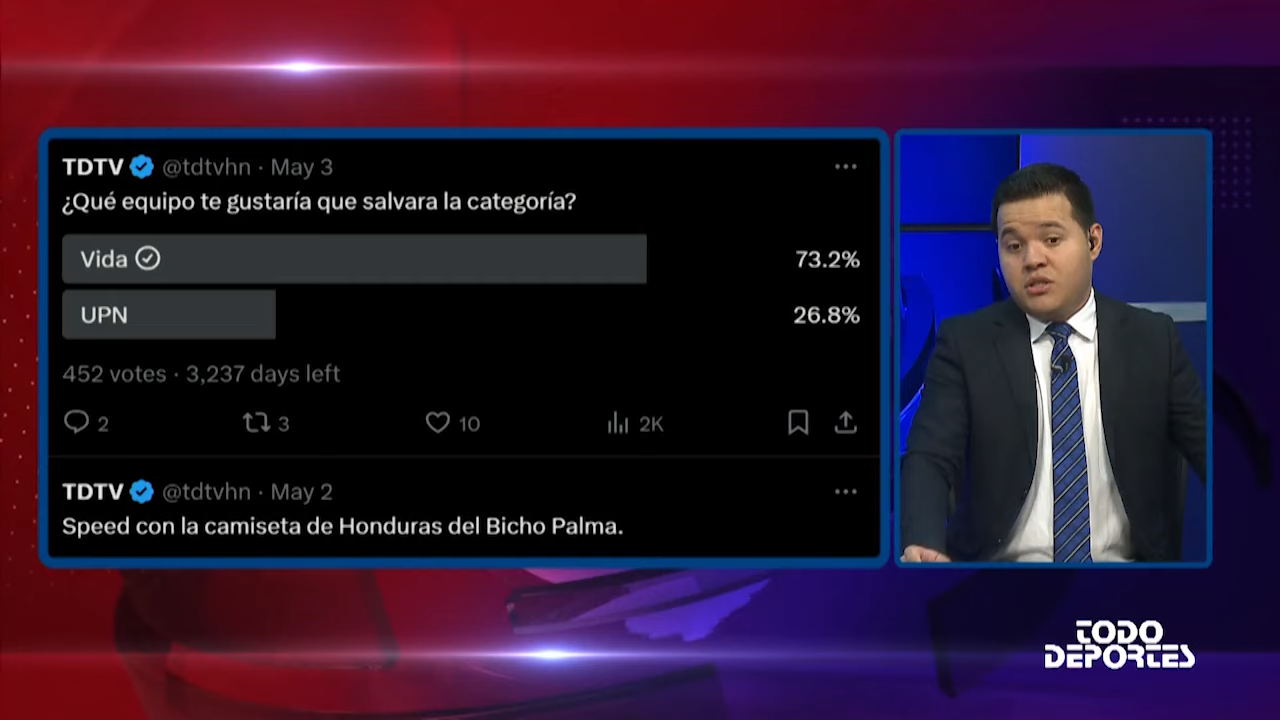 TDTV @tdtvhn · May 3
¿Qué equipo te gustaría que salvara la categoría?
Vida 73.2%
UPN 26.8%
452 votes · 3,237 days left
2 3 10 2K
TDTV @tdtvhn · May 2
Speed con la camiseta de Honduras del Bicho Palma.
TODO
DEPORTES